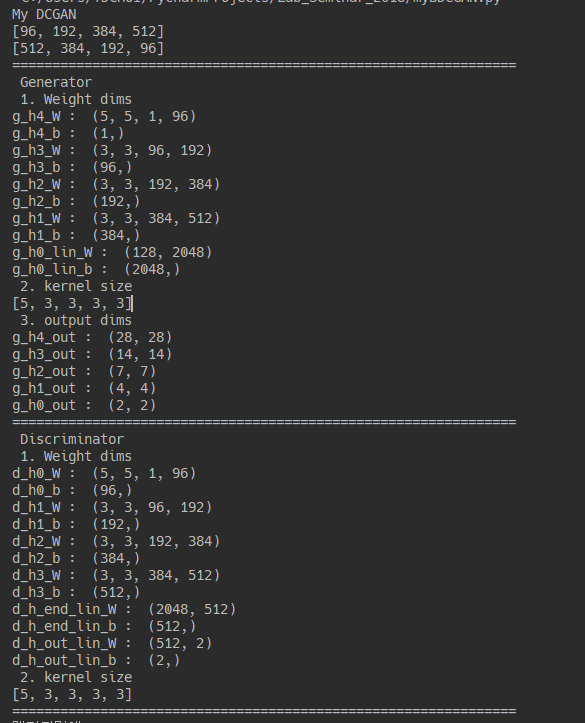 My DCGAN
[96, 192, 384, 512]
[512, 384, 192, 96]
===============================================================
Generator
1. Weight dims
g_h4_W :  (5, 5, 1, 96)
g_h4_b :  (1,)
g_h3_W :  (3, 3, 96, 192)
g_h3_b :  (96,)
g_h2_W :  (3, 3, 192, 384)
g_h2_b :  (192,)
g_h1_W :  (3, 3, 384, 512)
g_h1_b :  (384,)
g_h0_lin_W :  (128, 2048)
g_h0_lin_b :  (2048,)
2. kernel size
[5, 3, 3, 3, 3]
3. output dims
g_h4_out :  (28, 28)
g_h3_out :  (14, 14)
g_h2_out :  (7, 7)
g_h1_out :  (4, 4)
g_h0_out :  (2, 2)
===============================================================
Discriminator
1. Weight dims
d_h0_W :  (5, 5, 1, 96)
d_h0_b :  (96,)
d_h1_W :  (3, 3, 96, 192)
d_h1_b :  (192,)
d_h2_W :  (3, 3, 192, 384)
d_h2_b :  (384,)
d_h3_W :  (3, 3, 384, 512)
d_h3_b :  (512,)
d_h_end_lin_W :  (2048, 512)
d_h_end_lin_b :  (512,)
d_h_out_lin_W :  (512, 2)
d_h_out_lin_b :  (2,)
2. kernel size
[5, 3, 3, 3, 3]
===============================================================